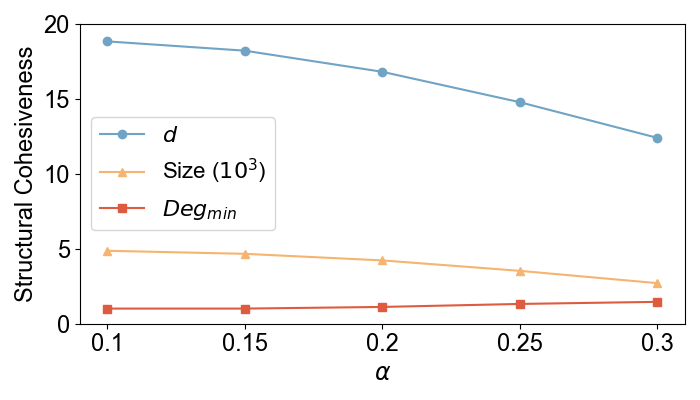 Structural Cohesiveness
20
15
10
5
0
d
Size (10³)
Deg_min
0.1 0.15 0.2 0.25 0.3
α